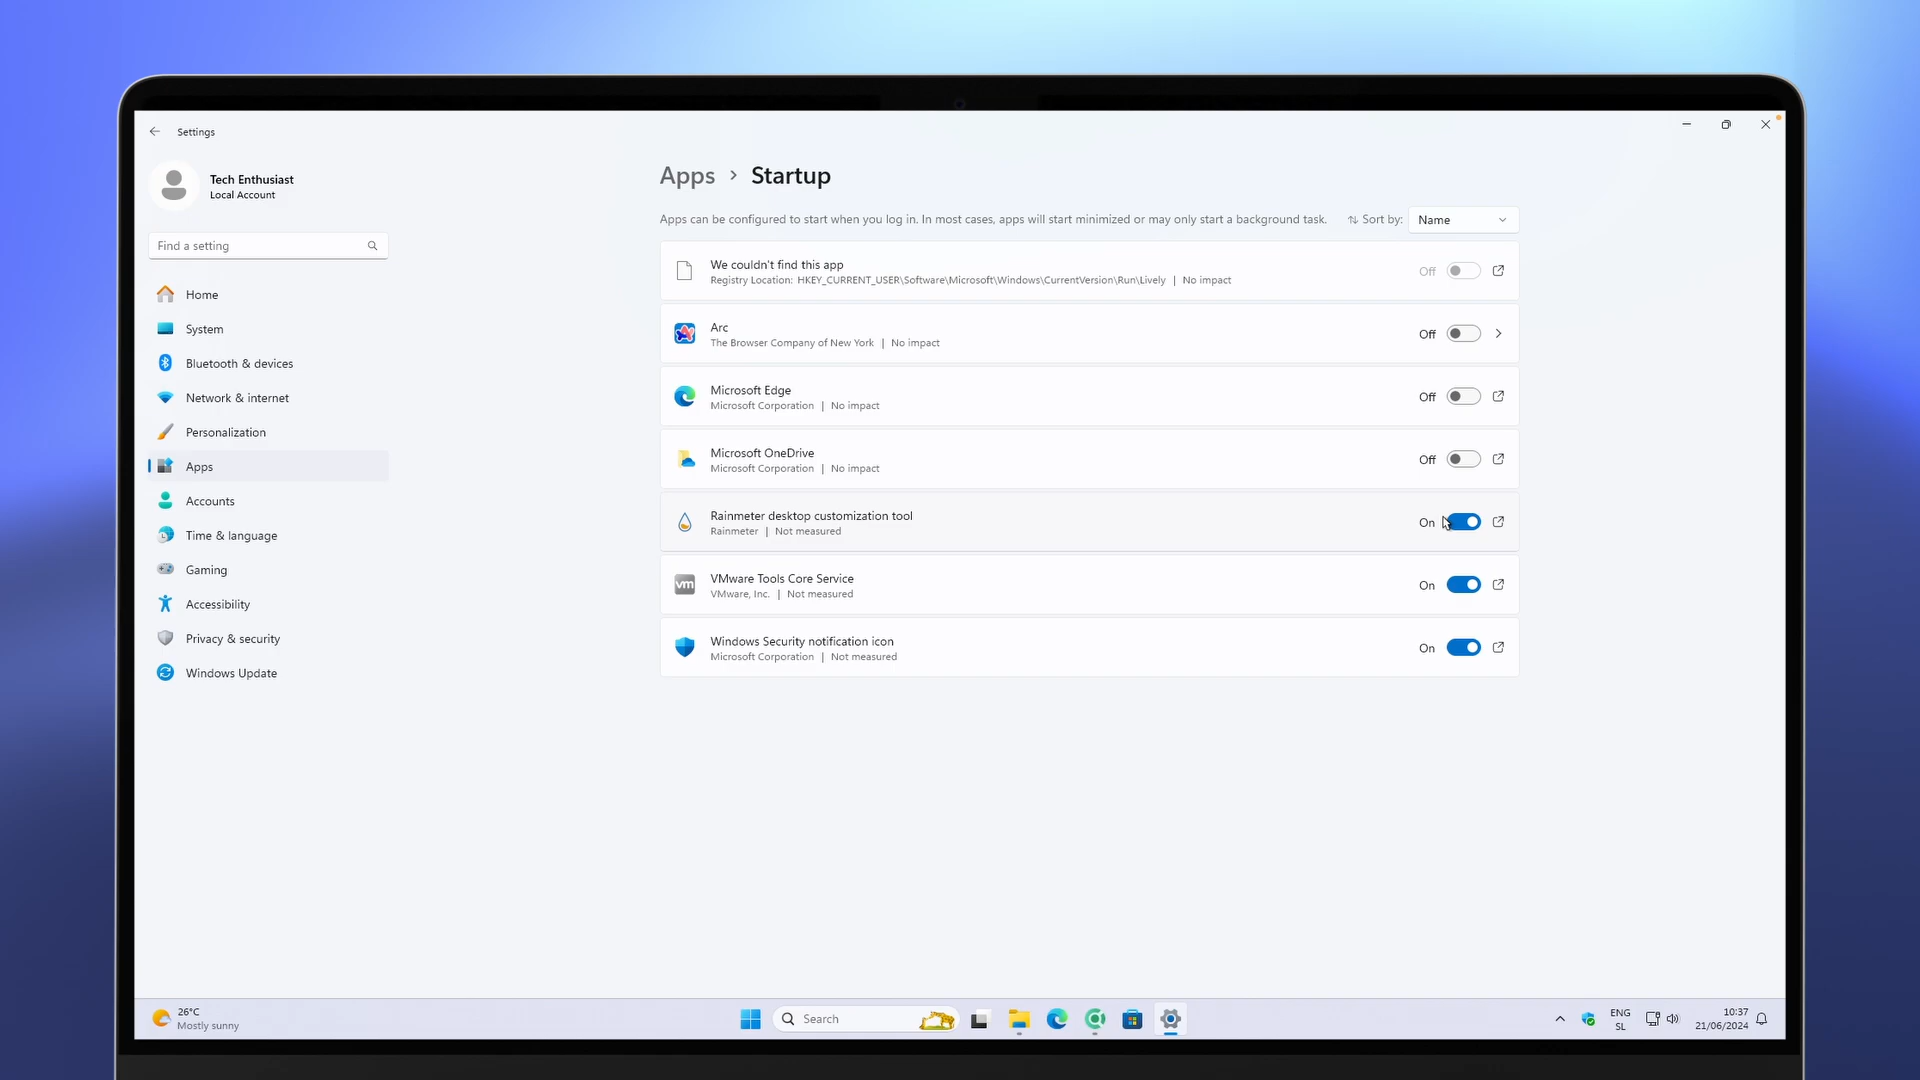 Settings
Tech Enthusiast
Local Account
Find a setting
Home
System
Bluetooth & devices
Network & internet
Personalization
Apps
Accounts
Time & language
Gaming
Accessibility
Privacy & security
Windows Update
Apps > Startup
Apps can be configured to start when you log in. In most cases, apps will start minimized or may only start a background task.
Sort by: Name
We couldn't find this app
Registry Location: HKEY_CURRENT_USER\Software\Microsoft\Windows\CurrentVersion\Run\Lively | No impact
Off
Arc
The Browser Company of New York | No impact
Off
Microsoft Edge
Microsoft Corporation | No impact
Off
Microsoft OneDrive
Microsoft Corporation | No impact
Off
Rainmeter desktop customization tool
Rainmeter | Not measured
On
vm
VMware Tools Core Service
VMware, Inc. | Not measured
On
Windows Security notification icon
Microsoft Corporation | Not measured
On
26°C
Mostly sunny
Search
ENG
SL
10:37
21/06/2024